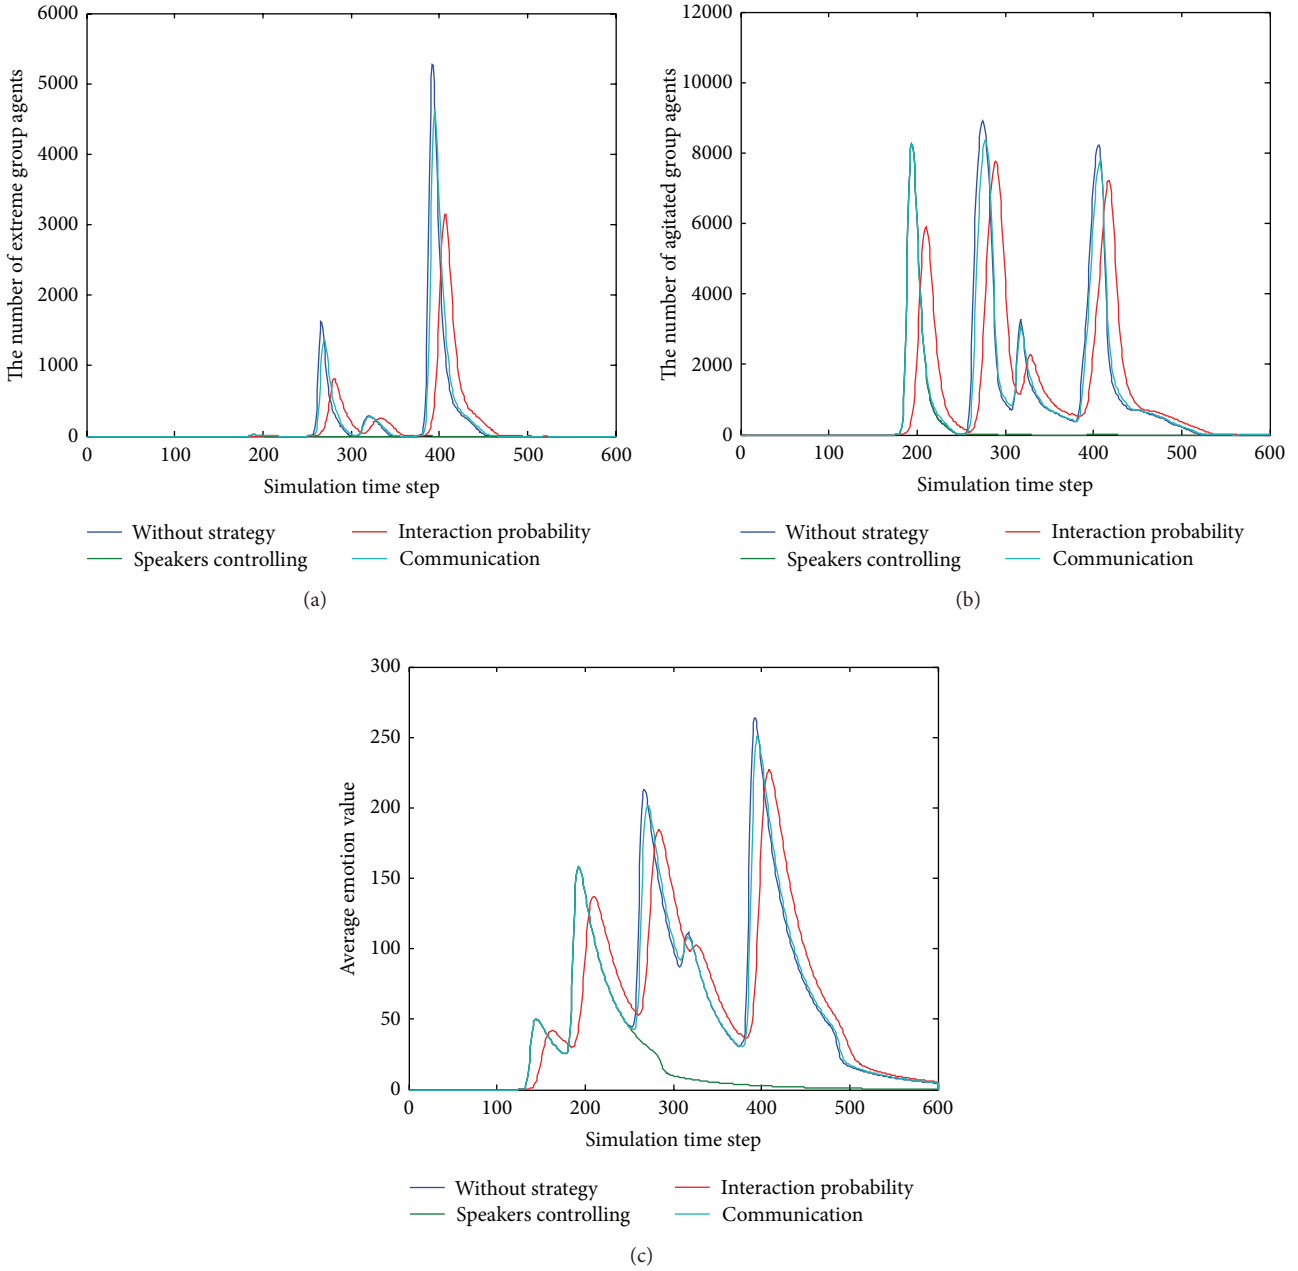 The number of extreme group agents
6000
5000
4000
3000
2000
1000
0
0 100 200 300 400 500 600
Simulation time step
Without strategy Interaction probability
Speakers controlling Communication
(a)
The number of agitated group agents
12000
10000
8000
6000
4000
2000
0
0 100 200 300 400 500 600
Simulation time step
Without strategy Interaction probability
Speakers controlling Communication
(b)
Average emotion value
300
250
200
150
100
50
0
0 100 200 300 400 500 600
Simulation time step
Without strategy Interaction probability
Speakers controlling Communication
(c)